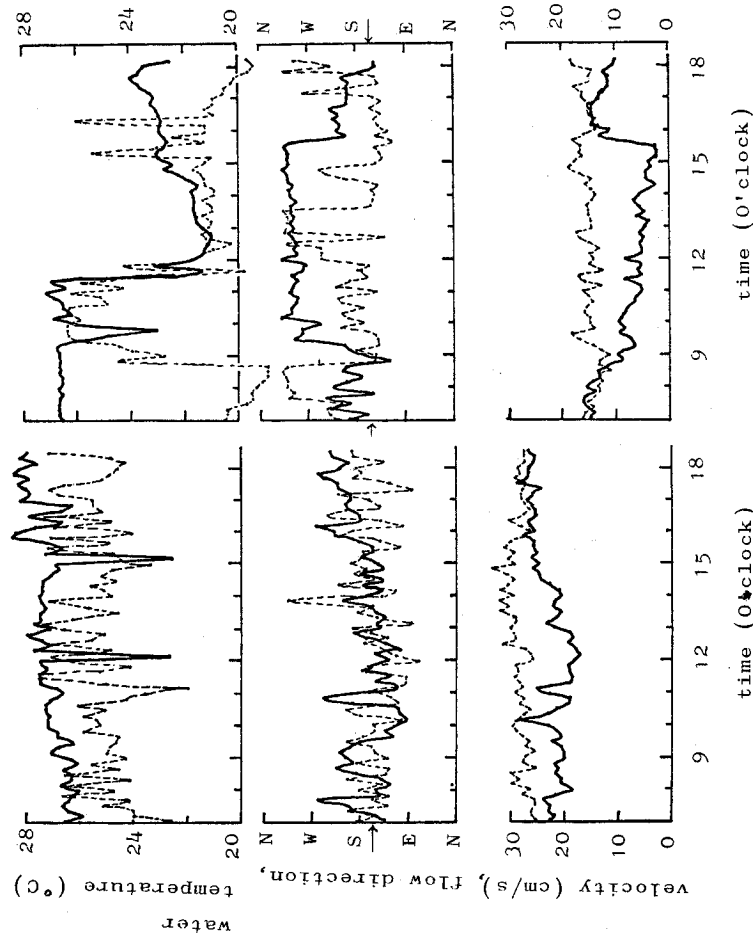 water
temperature (°C)
28
24
20
28
24
20
flow direction,
N
W
S
E
N
N
W
S
E
N
velocity (cm/s),
30
20
10
0
30
20
10
0
9 12 15 18
9 12 15 18
time (O'clock)
time (O'clock)